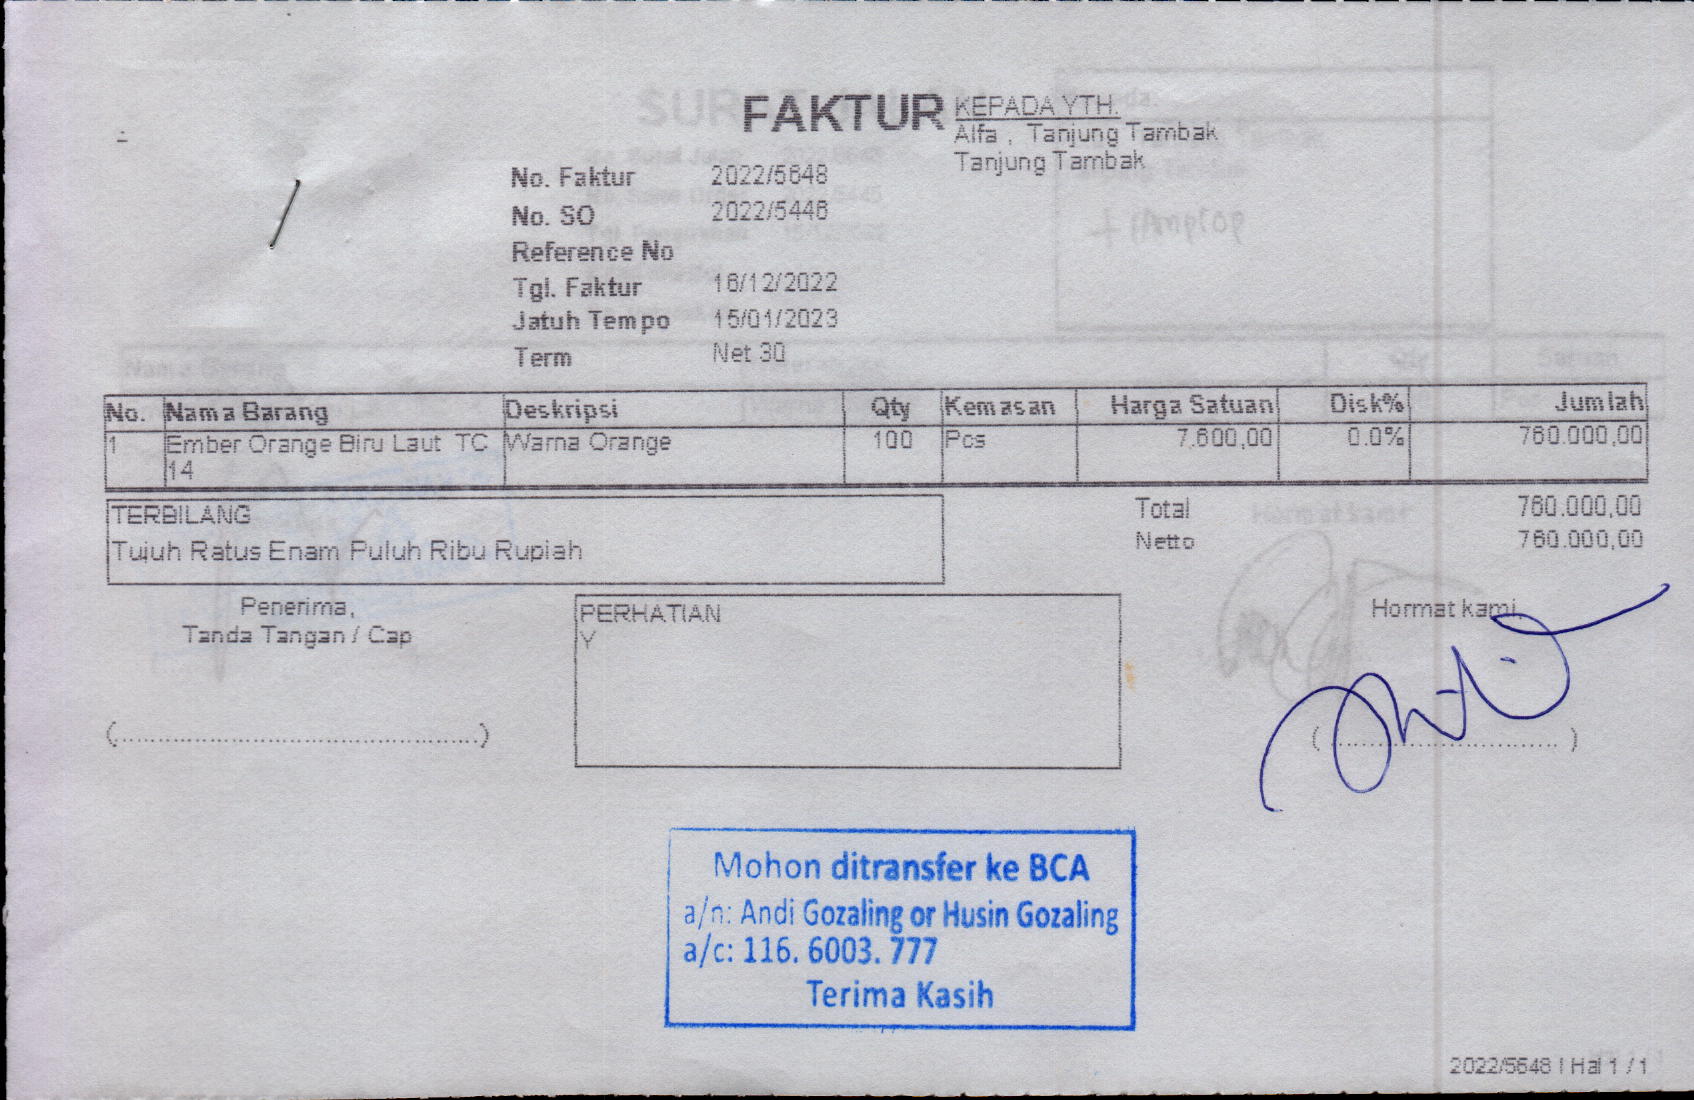 FAKTUR
KEPADA YTH.
Alfa , Tanjung Tambak
Tanjung Tambak
No. Faktur 2022/5648
No. SO 2022/5446
Reference No
Tgl. Faktur 16/12/2022
Jatuh Tempo 15/01/2023
Term Net 30
No. Nama Barang Deskripsi Qty Kemasan Harga Satuan Disk% Jumlah
1 Ember Orange Biru Laut TC Warna Orange 100 Pcs 7.600,00 0.0% 760.000,00
14
TERBILANG
Tujuh Ratus Enam Puluh Ribu Rupiah
Total 760.000,00
Netto 760.000,00
Penerima,
Tanda Tangan / Cap
(.............................................)
PERHATIAN
Y
Hormat kami,
(............................)
Mohon ditransfer ke BCA
a/n: Andi Gozaling or Husin Gozaling
a/c: 116. 6003. 777
Terima Kasih
2022/5648 | Hal 1 / 1